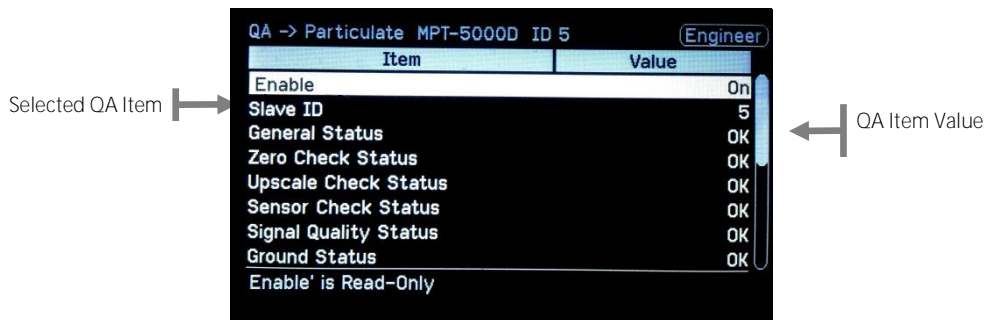 QA -> Particulate MPT-5000D ID 5 Engineer
Item Value
Enable On
Selected QA Item
Slave ID 5
QA Item Value
General Status OK
Zero Check Status OK
Upscale Check Status OK
Sensor Check Status OK
Signal Quality Status OK
Ground Status OK
Enable' is Read-Only